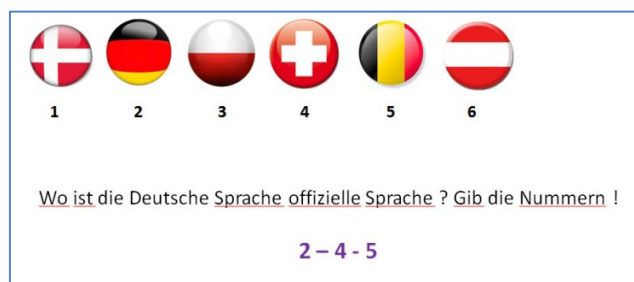 1 2 3 4 5 6
Wo ist die Deutsche Sprache offizielle Sprache ? Gib die Nummern !
2 – 4 - 5